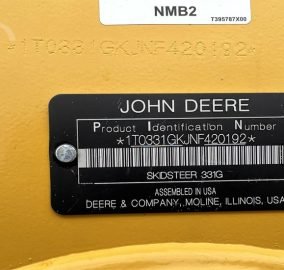 NMB2
T395787X00
*1T0331GKJNF420192*
JOHN DEERE
Product Identification Number
*1T0331GKJNF420192*
SKIDSTEER 331G
ASSEMBLED IN USA
DEERE & COMPANY, MOLINE, ILLINOIS, USA